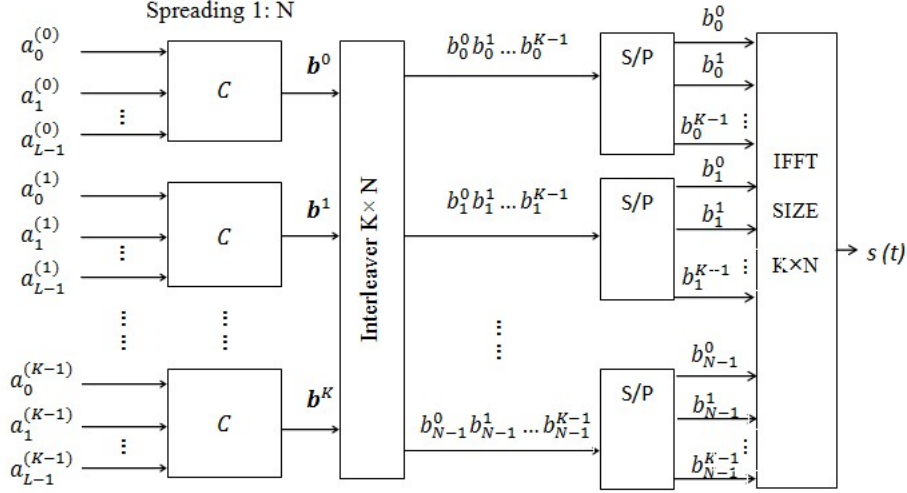 Spreading 1: N
a_0^{(0)}
a_1^{(0)}
⋮
a_{L-1}^{(0)}
C
b^0
a_0^{(1)}
a_1^{(1)}
⋮
a_{L-1}^{(1)}
C
b^1
⋮ ⋮
⋮ ⋮
a_0^{(K-1)}
a_1^{(K-1)}
⋮
a_{L-1}^{(K-1)}
C
b^K
Interleaver K× N
b_0^0 b_0^1 … b_0^{K-1}
S/P
b_0^0
b_0^1
b_0^{K-1} ⋮
b_1^0 b_1^1 … b_1^{K-1}
S/P
b_1^0
b_1^1
b_1^{K--1} ⋮
⋮
⋮
b_{N-1}^0 b_{N-1}^1 … b_{N-1}^{K-1}
S/P
b_{N-1}^0
b_{N-1}^1
⋮
b_{N-1}^{K-1}
IFFT
SIZE
K×N
s (t)